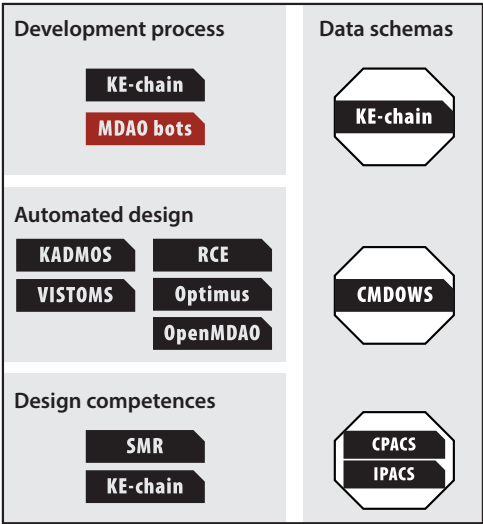 Development process
KE-chain
MDAO bots
Data schemas
KE-chain
Automated design
KADMOS
RCE
VISTOMS
Optimus
OpenMDAO
CMDOWS
Design competences
SMR
KE-chain
CPACS
IPACS